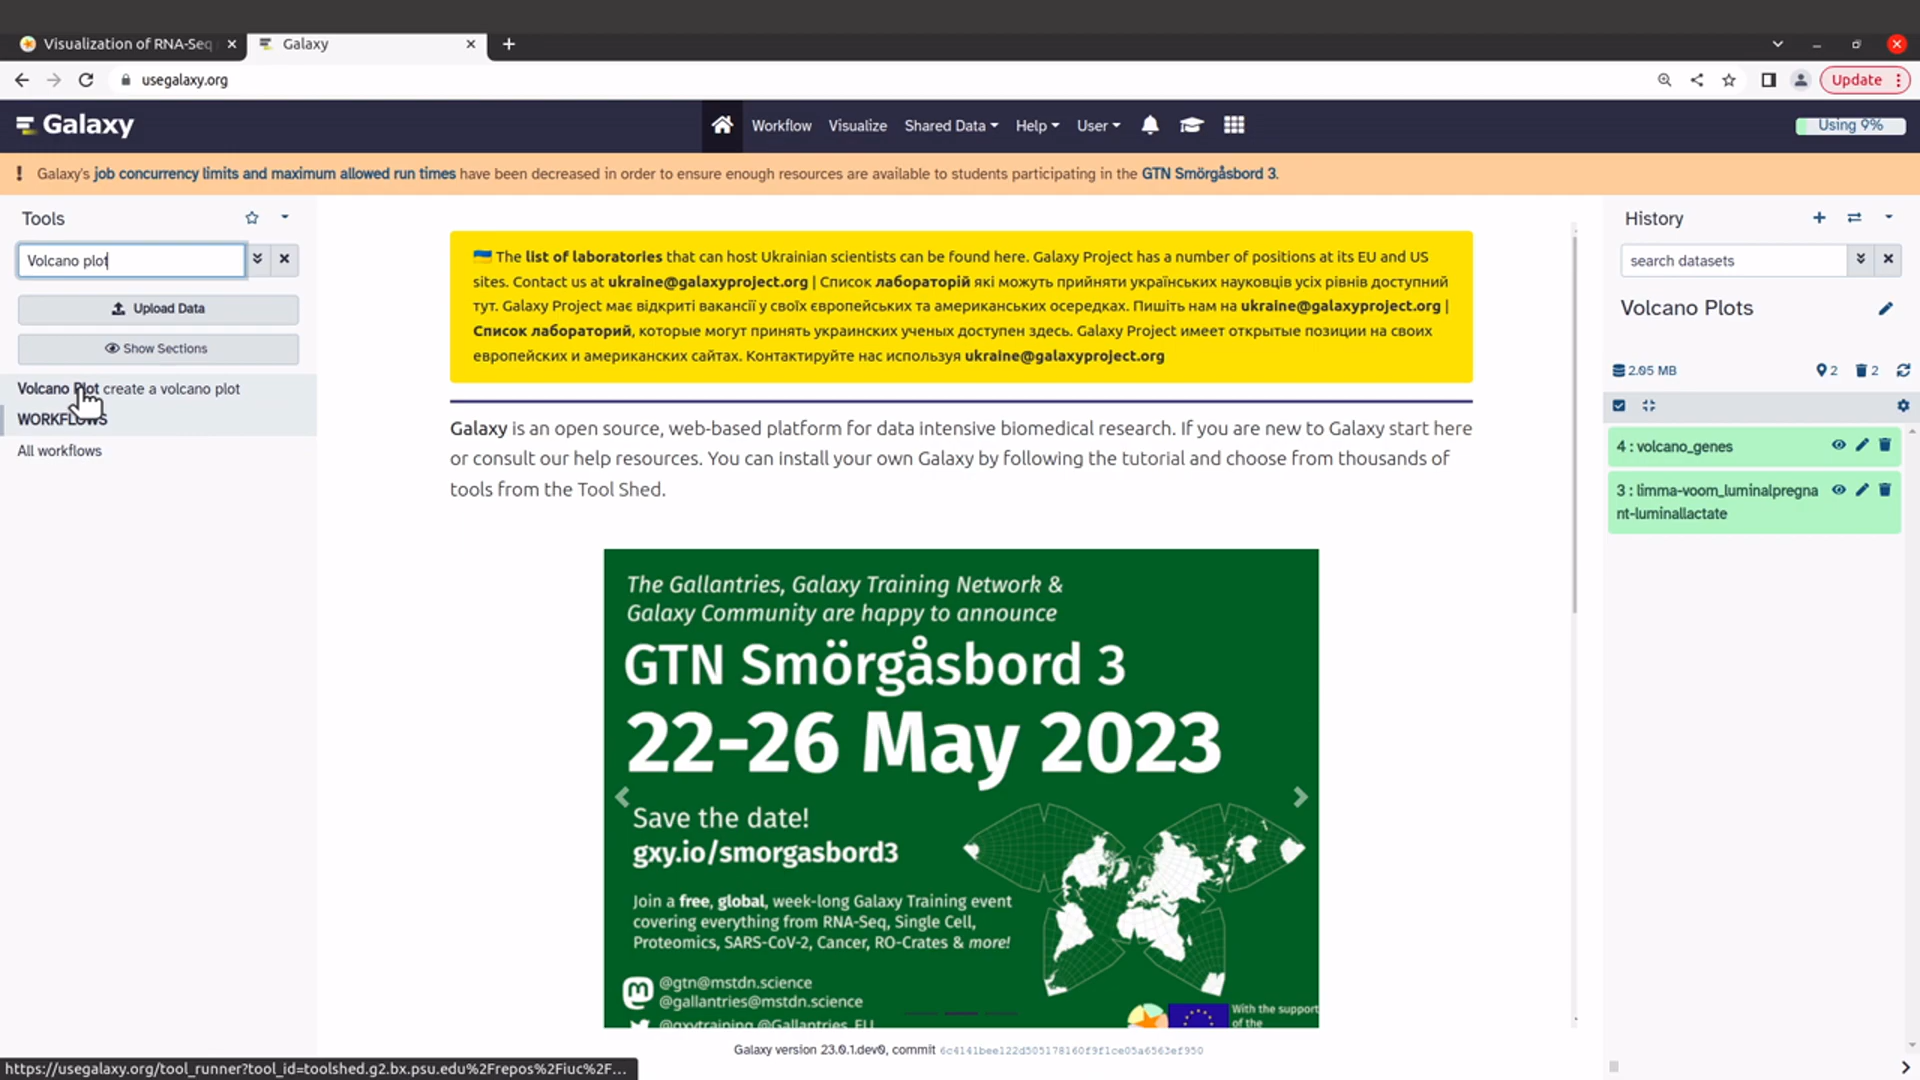 Visualization of RNA-Seq
Galaxy
usegalaxy.org
Update
Galaxy
Workflow
Visualize
Shared Data
Help
User
Using 9%
! Galaxy's job concurrency limits and maximum allowed run times have been decreased in order to ensure enough resources are available to students participating in the GTN Smörgåsbord 3.
Tools
Volcano plot
Upload Data
Show Sections
Volcano Plot create a volcano plot
WORKFLOWS
All workflows
The list of laboratories that can host Ukrainian scientists can be found here. Galaxy Project has a number of positions at its EU and US
sites. Contact us at ukraine@galaxyproject.org | Список лабораторій які можуть прийняти українських науковців усіх рівнів доступний
тут. Galaxy Project має відкриті вакансії у своїх європейських та американських осередках. Пишіть нам на ukraine@galaxyproject.org |
Список лабораторий, которые могут принять украинских ученых доступен здесь. Galaxy Project имеет открытые позиции на своих
европейских и американских сайтах. Контактируйте нас используя ukraine@galaxyproject.org
Galaxy is an open source, web-based platform for data intensive biomedical research. If you are new to Galaxy start here
or consult our help resources. You can install your own Galaxy by following the tutorial and choose from thousands of
tools from the Tool Shed.
The Gallantries, Galaxy Training Network &
Galaxy Community are happy to announce
GTN Smörgåsbord 3
22-26 May 2023
Save the date!
gxy.io/smorgasbord3
Join a free, global, week-long Galaxy Training event
covering everything from RNA-Seq, Single Cell,
Proteomics, SARS-CoV-2, Cancer, RO-Crates & more!
@gtn@mstdn.science
@gallantries@mstdn.science
@gxytraining @Gallantries_EU
With the support
of the
Galaxy version 23.0.1.dev0, commit 6c4141bee122d505178160f9f1ce05a6563ef950
History
search datasets
Volcano Plots
2.05 MB
2
2
4 : volcano_genes
3 : limma-voom_luminalpregna
nt-luminallactate
https://usegalaxy.org/tool_runner?tool_id=toolshed.g2.bx.psu.edu%2Frepos%2Fiuc%2F...